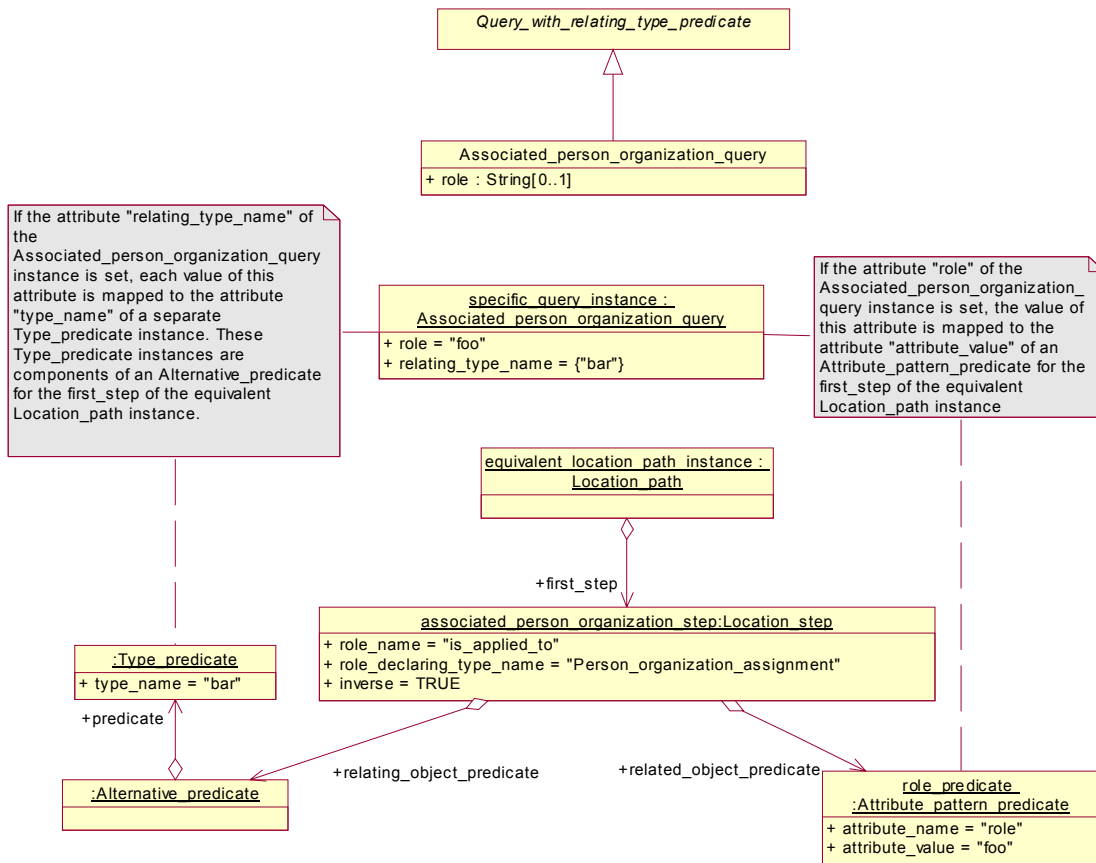 Query_with_relating_type_predicate
Associated_person_organization_query
+ role : String[0..1]
If the attribute "relating_type_name" of
the
Associated_person_organization_query
instance is set, each value of this
attribute is mapped to the attribute
"type_name" of a separate
Type_predicate instance. These
Type_predicate instances are
components of an Alternative_predicate
for the first_step of the equivalent
Location_path instance.
specific_query_instance :
Associated_person_organization_query
+ role = "foo"
+ relating_type_name = {"bar"}
If the attribute "role" of the
Associated_person_organization_
query instance is set, the value of
this attribute is mapped to the
attribute "attribute_value" of an
Attribute_pattern_predicate for the
first_step of the equivalent
Location_path instance
equivalent_location_path_instance :
Location_path
+first_step
associated_person_organization_step:Location_step
+ role_name = "is_applied_to"
+ role_declaring_type_name = "Person_organization_assignment"
+ inverse = TRUE
:Type_predicate
+ type_name = "bar"
+predicate
+relating_object_predicate
+related_object_predicate
:Alternative_predicate
role_predicate
:Attribute_pattern_predicate
+ attribute_name = "role"
+ attribute_value = "foo"